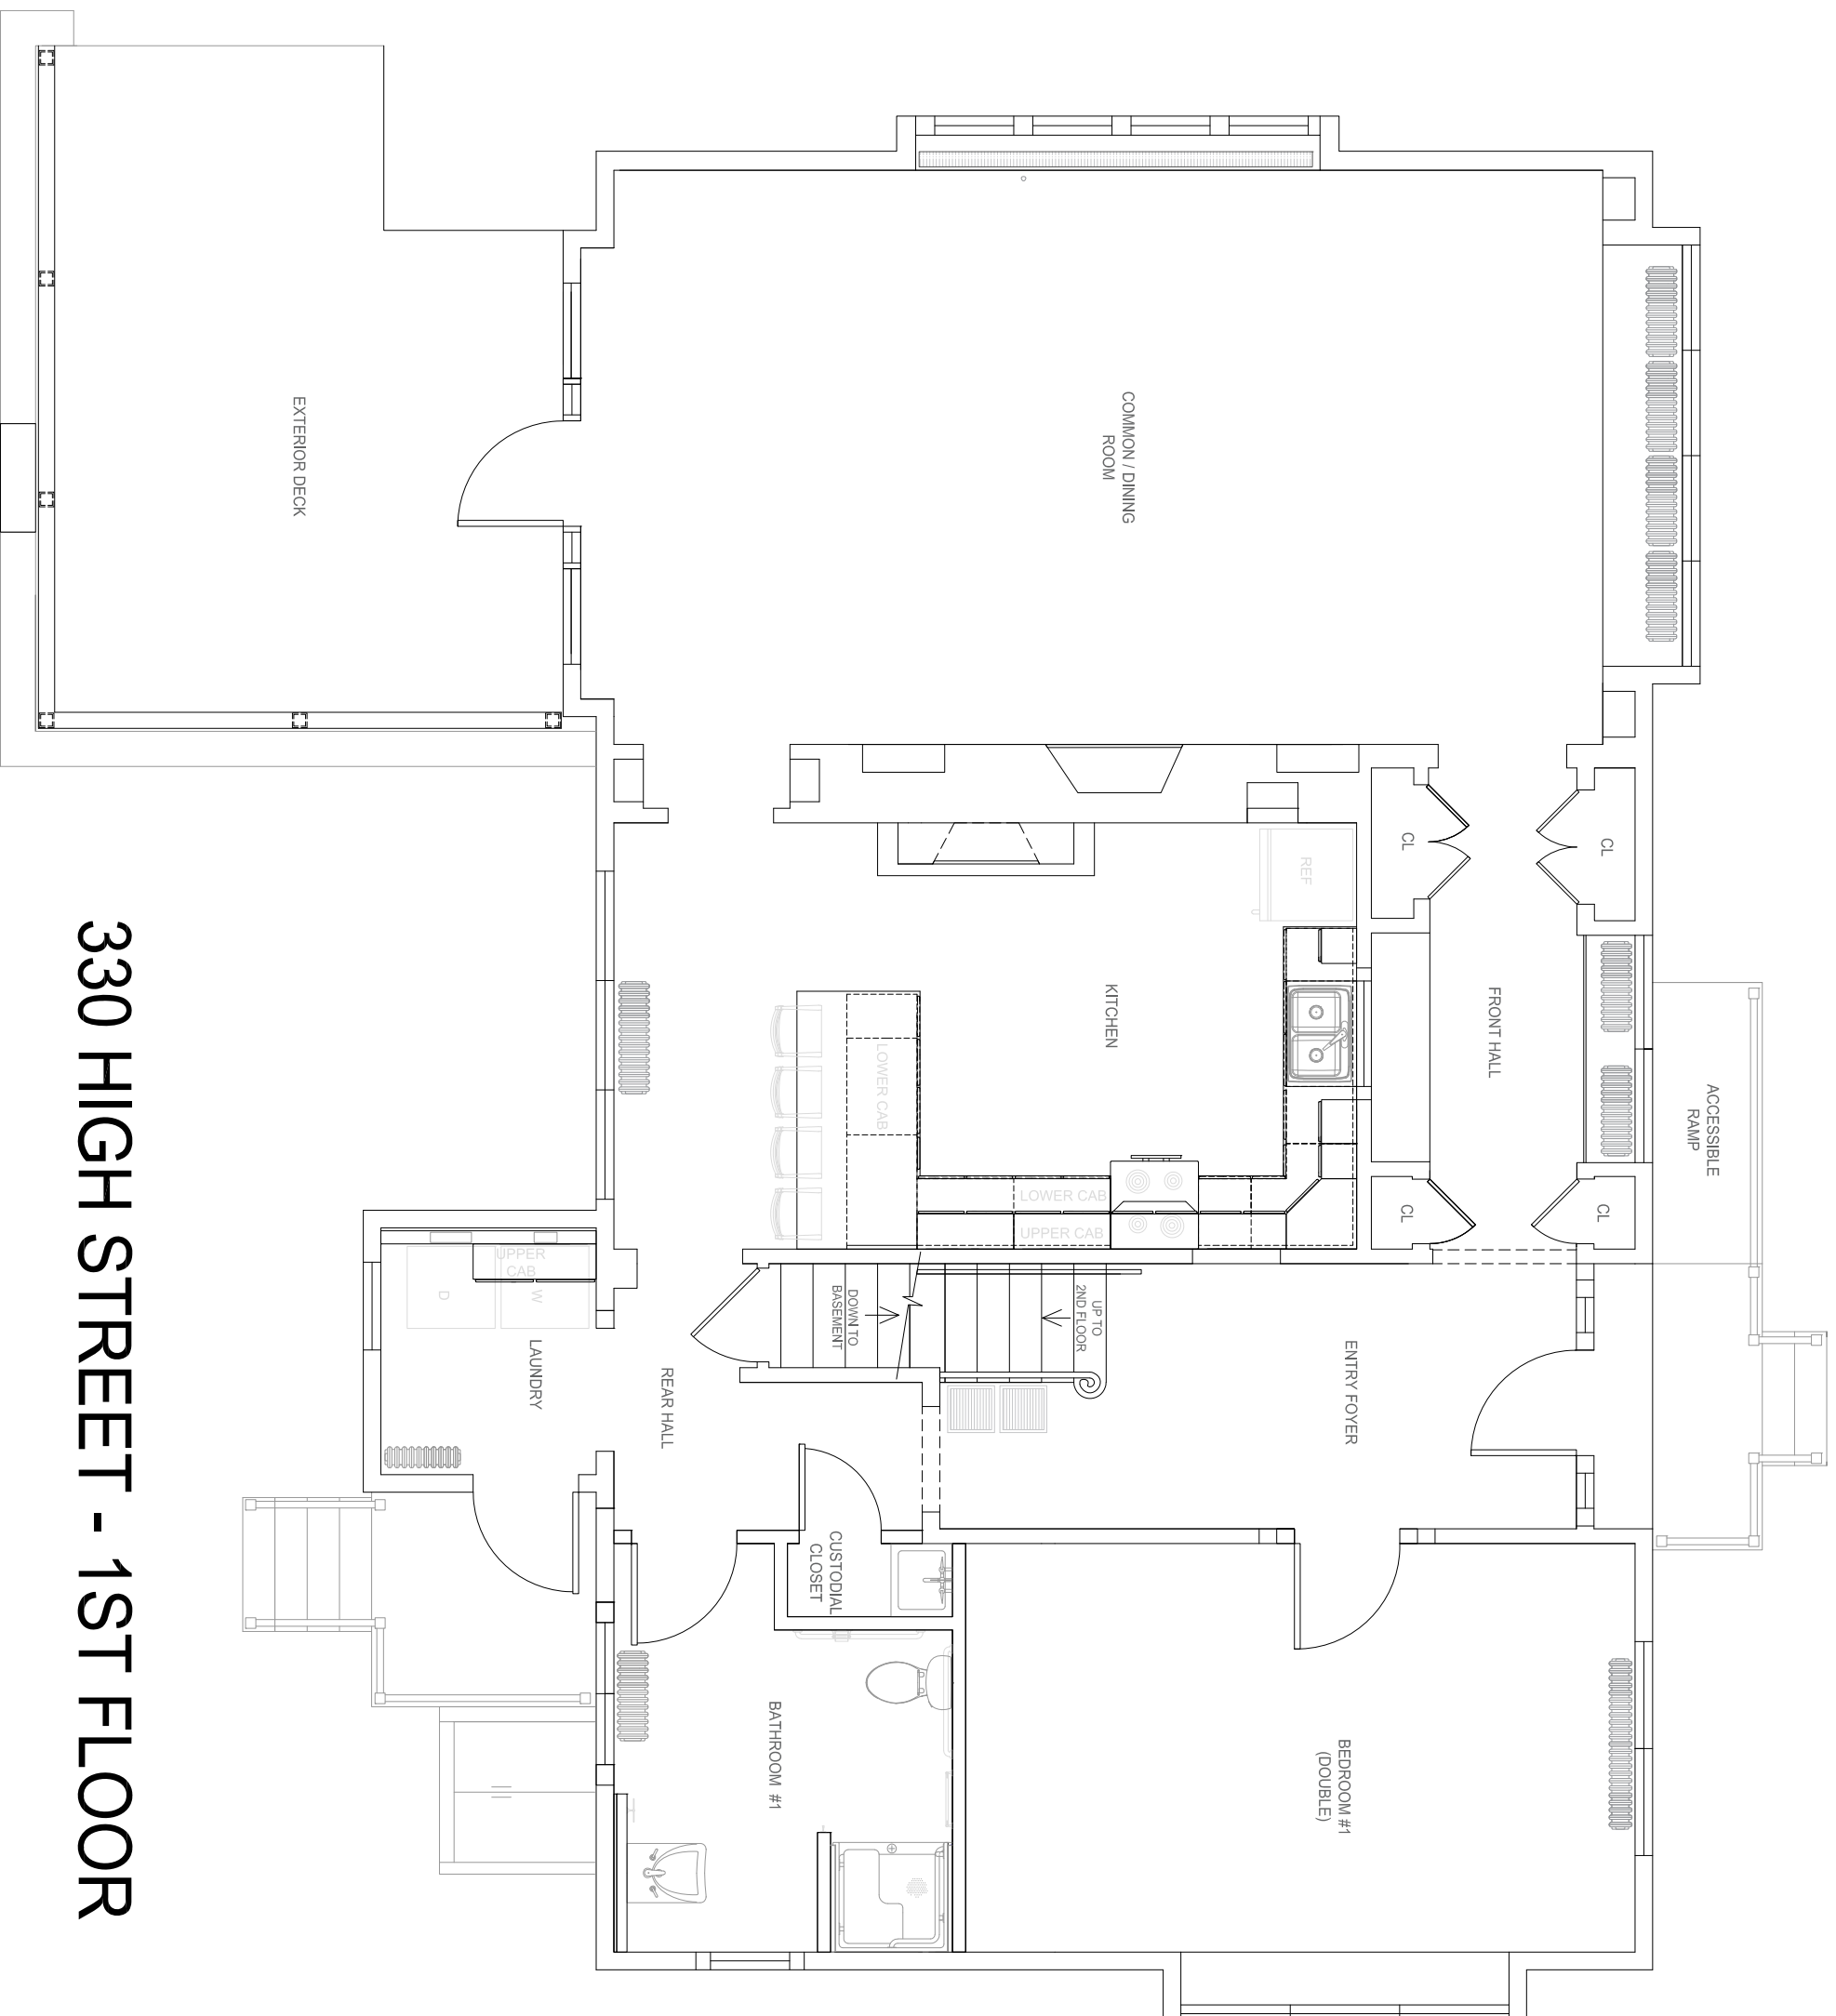 ACCESSIBLE
RAMP
CL
CL
FRONT HALL
CL
CL
COMMON / DINING
ROOM
REF
KITCHEN
LOWER CAB
UPPER CAB
LOWER CAB
UP TO
2ND FLOOR
DOWN TO
BASEMENT
ENTRY FOYER
BEDROOM #1
(DOUBLE)
CUSTODIAL
CLOSET
BATHROOM #1
REAR HALL
LAUNDRY
UPPER
CAB
W
D
EXTERIOR DECK
330 HIGH STREET - 1ST FLOOR